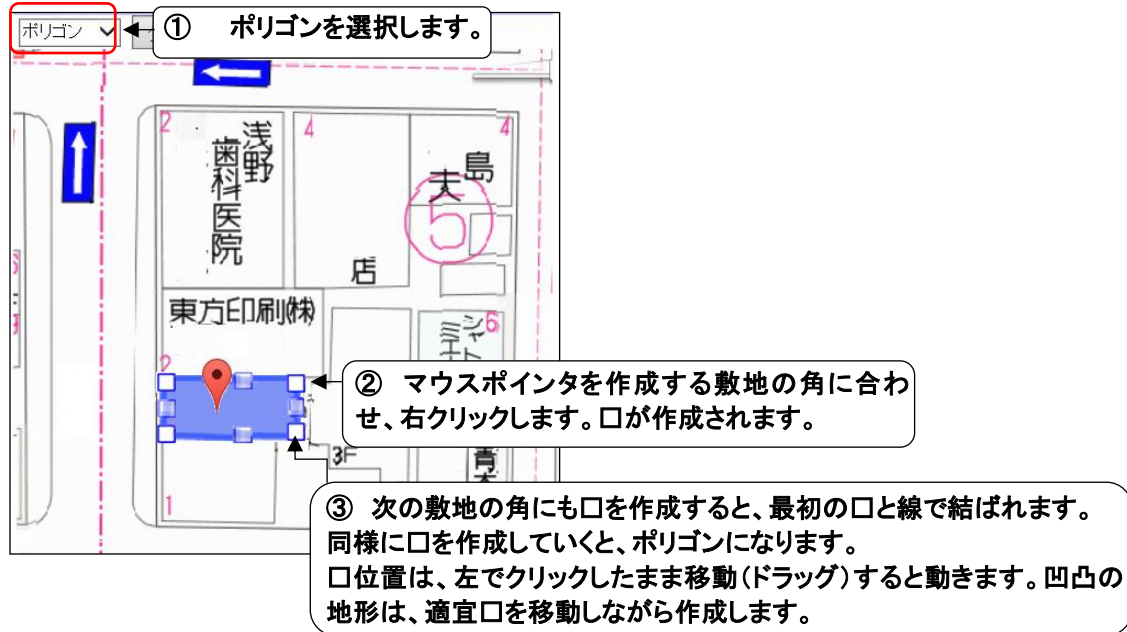 ポリゴン
① ポリゴンを選択します。
2
浅野
歯科医院
4
4
島
夫
5
店
東方印刷㈱
6
2
② マウスポインタを作成する敷地の角に合わ
せ、右クリックします。□が作成されます。
3F
1
③ 次の敷地の角にも□を作成すると、最初の□と線で結ばれます。
同様に□を作成していくと、ポリゴンになります。
□位置は、左でクリックしたまま移動(ドラッグ)すると動きます。凹凸の
地形は、適宜□を移動しながら作成します。